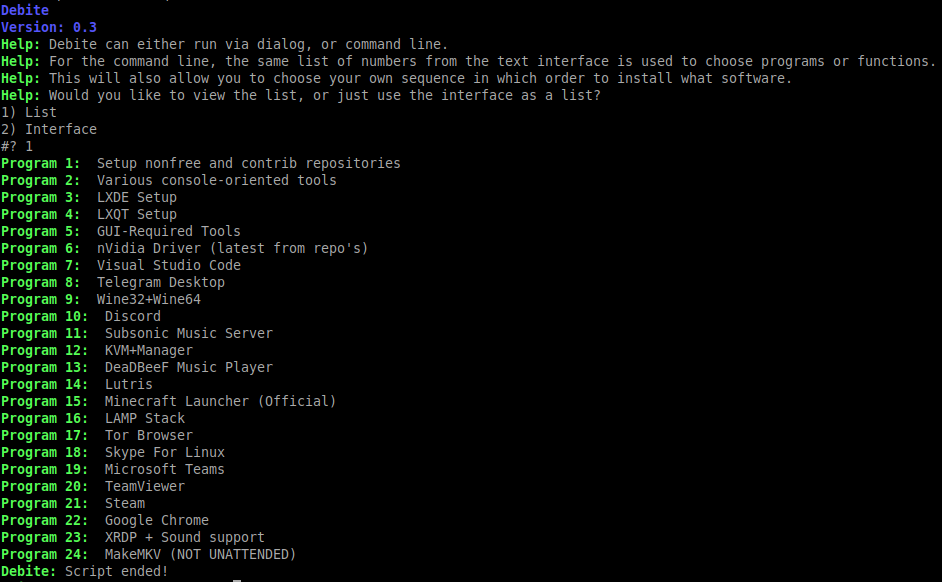 Debite
Version: 0.3
Help: Debite can either run via dialog, or command line.
Help: For the command line, the same list of numbers from the text interface is used to choose programs or functions.
Help: This will also allow you to choose your own sequence in which order to install what software.
Help: Would you like to view the list, or just use the interface as a list?
1) List
2) Interface
#? 1
Program 1:  Setup nonfree and contrib repositories
Program 2:  Various console-oriented tools
Program 3:  LXDE Setup
Program 4:  LXQT Setup
Program 5:  GUI-Required Tools
Program 6:  nVidia Driver (latest from repo's)
Program 7:  Visual Studio Code
Program 8:  Telegram Desktop
Program 9:  Wine32+Wine64
Program 10:  Discord
Program 11:  Subsonic Music Server
Program 12:  KVM+Manager
Program 13:  DeaDBeeF Music Player
Program 14:  Lutris
Program 15:  Minecraft Launcher (Official)
Program 16:  LAMP Stack
Program 17:  Tor Browser
Program 18:  Skype For Linux
Program 19:  Microsoft Teams
Program 20:  TeamViewer
Program 21:  Steam
Program 22:  Google Chrome
Program 23:  XRDP + Sound support
Program 24:  MakeMKV (NOT UNATTENDED)
Debite: Script ended!